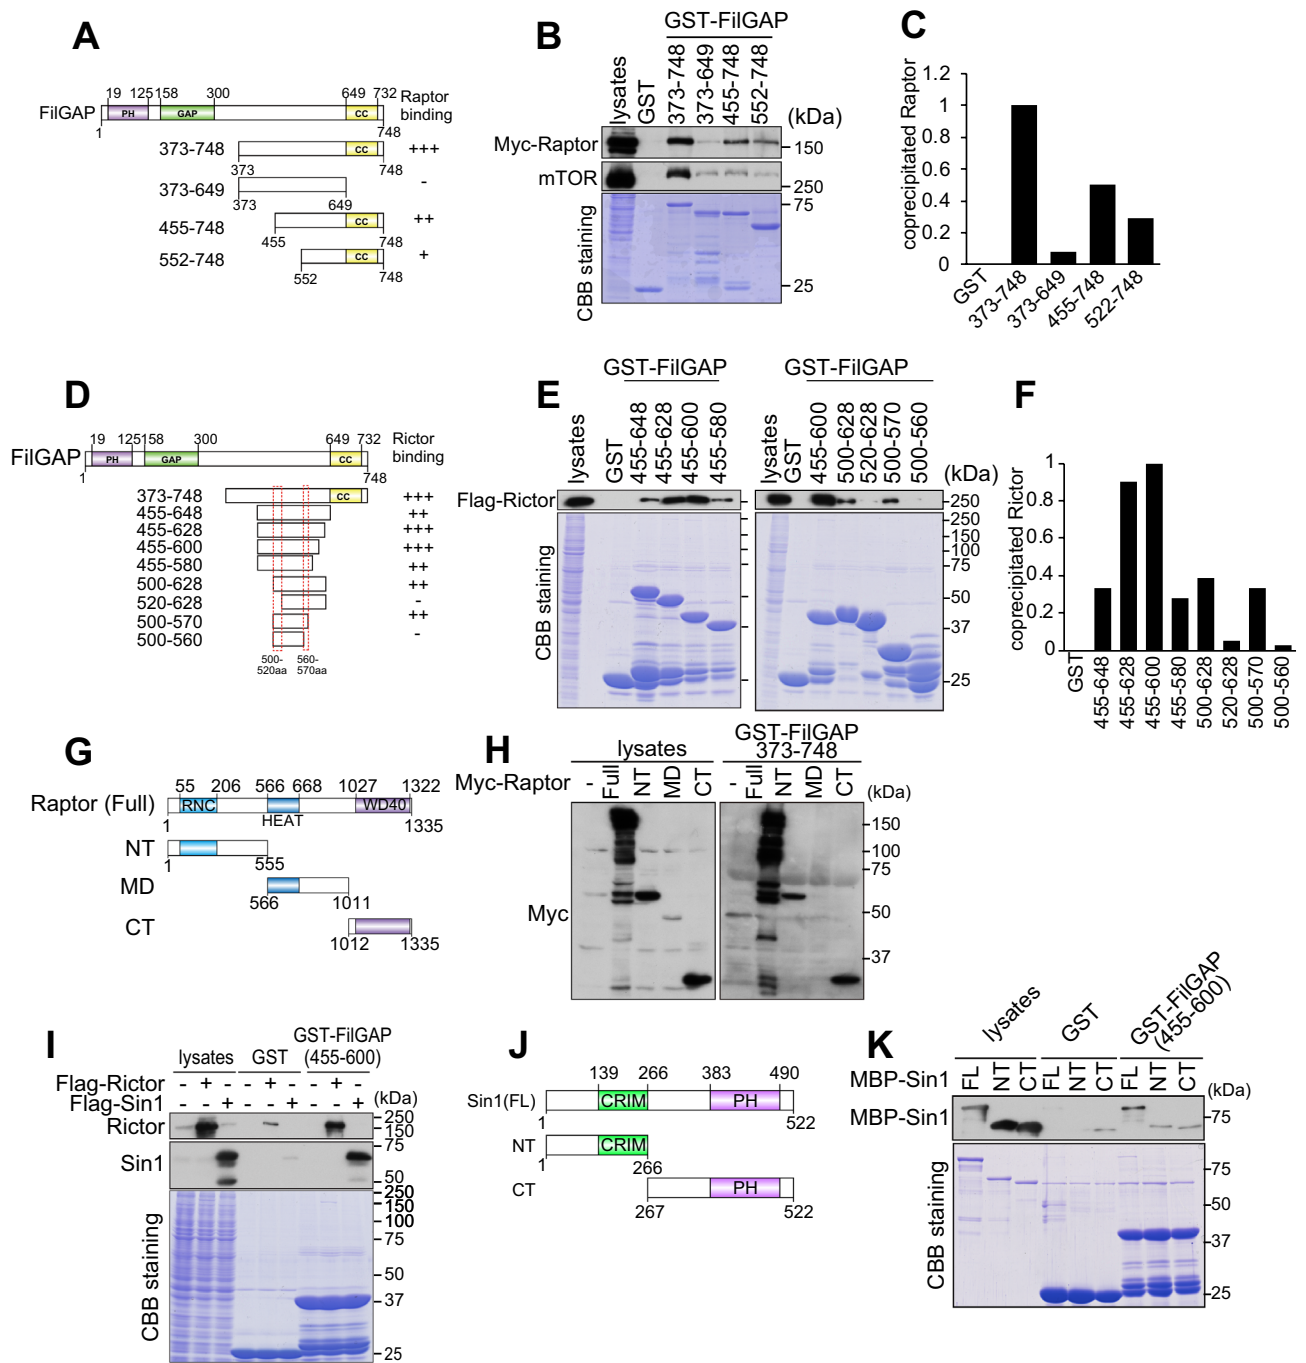 A
19 125 158 300 649 732 Raptor
FilGAP PH GAP CC binding
1 748
373-748 CC +++
373 748
373-649 -
373 649
455-748 CC ++
455 748
552-748 CC +
552 748
B
GST-FilGAP
lysates GST 373-748 373-649 455-748 552-748 (kDa)
Myc-Raptor 150
mTOR 250
75
CBB staining
25
C
coprecipitated Raptor
1.2
1
0.8
0.6
0.4
0.2
0
GST 373-748 373-649 455-748 522-748
D
19 125 158 300 649 732 Rictor
FilGAP PH GAP CC binding
1 748
373-748 CC +++
455-648 ++
455-628 +++
455-600 +++
455-580 ++
500-628 ++
520-628 -
500-570 ++
500-560 -
500- 560-
520aa 570aa
E
GST-FilGAP GST-FilGAP
lysates GST 455-648 455-628 455-600 455-580 lysates GST 455-600 500-628 520-628 500-570 500-560 (kDa)
Flag-Rictor 250
250
150
100
75
CBB staining
50
37
25
F
coprecipitated Rictor
1
0.8
0.6
0.4
0.2
0
GST 455-648 455-628 455-600 455-580 500-628 520-628 500-570 500-560
G
55 206 566 668 1027 1322
Raptor (Full) RNC WD40
1 HEAT 1335
NT
1 555
MD
566 1011
CT
1012 1335
H
GST-FilGAP
lysates 373-748
Myc-Raptor - Full NT MD CT - Full NT MD CT (kDa)
150
100
75
Myc 50
37
I
GST-FilGAP
lysates GST (455-600)
Flag-Rictor - + - - + - - + -
Flag-Sin1 - - + - - + - - + (kDa)
Rictor 250
150
75
Sin1
50
250
150
100
75
CBB staining
50
37
25
J
139 266 383 490
Sin1(FL) CRIM PH
1 522
NT CRIM
1 266
CT PH
267 522
K
lysates GST GST-FilGAP (455-600)
MBP-Sin1 FL NT CT FL NT CT FL NT CT (kDa)
MBP-Sin1 75
75
CBB staining
50
37
25